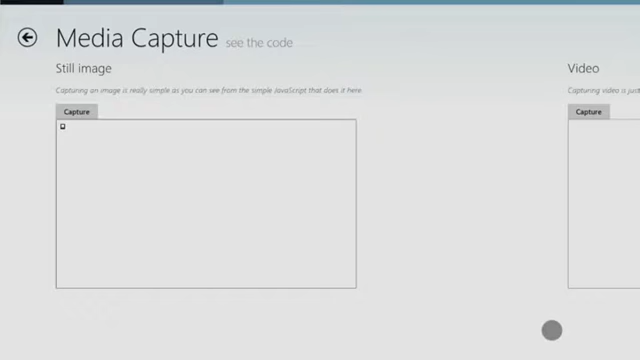 Media Capture see the code
Still image
Capturing an image is really simple as you can see from the simple JavaScript that does it here.
Capture
Video
Capturing video is just
Capture